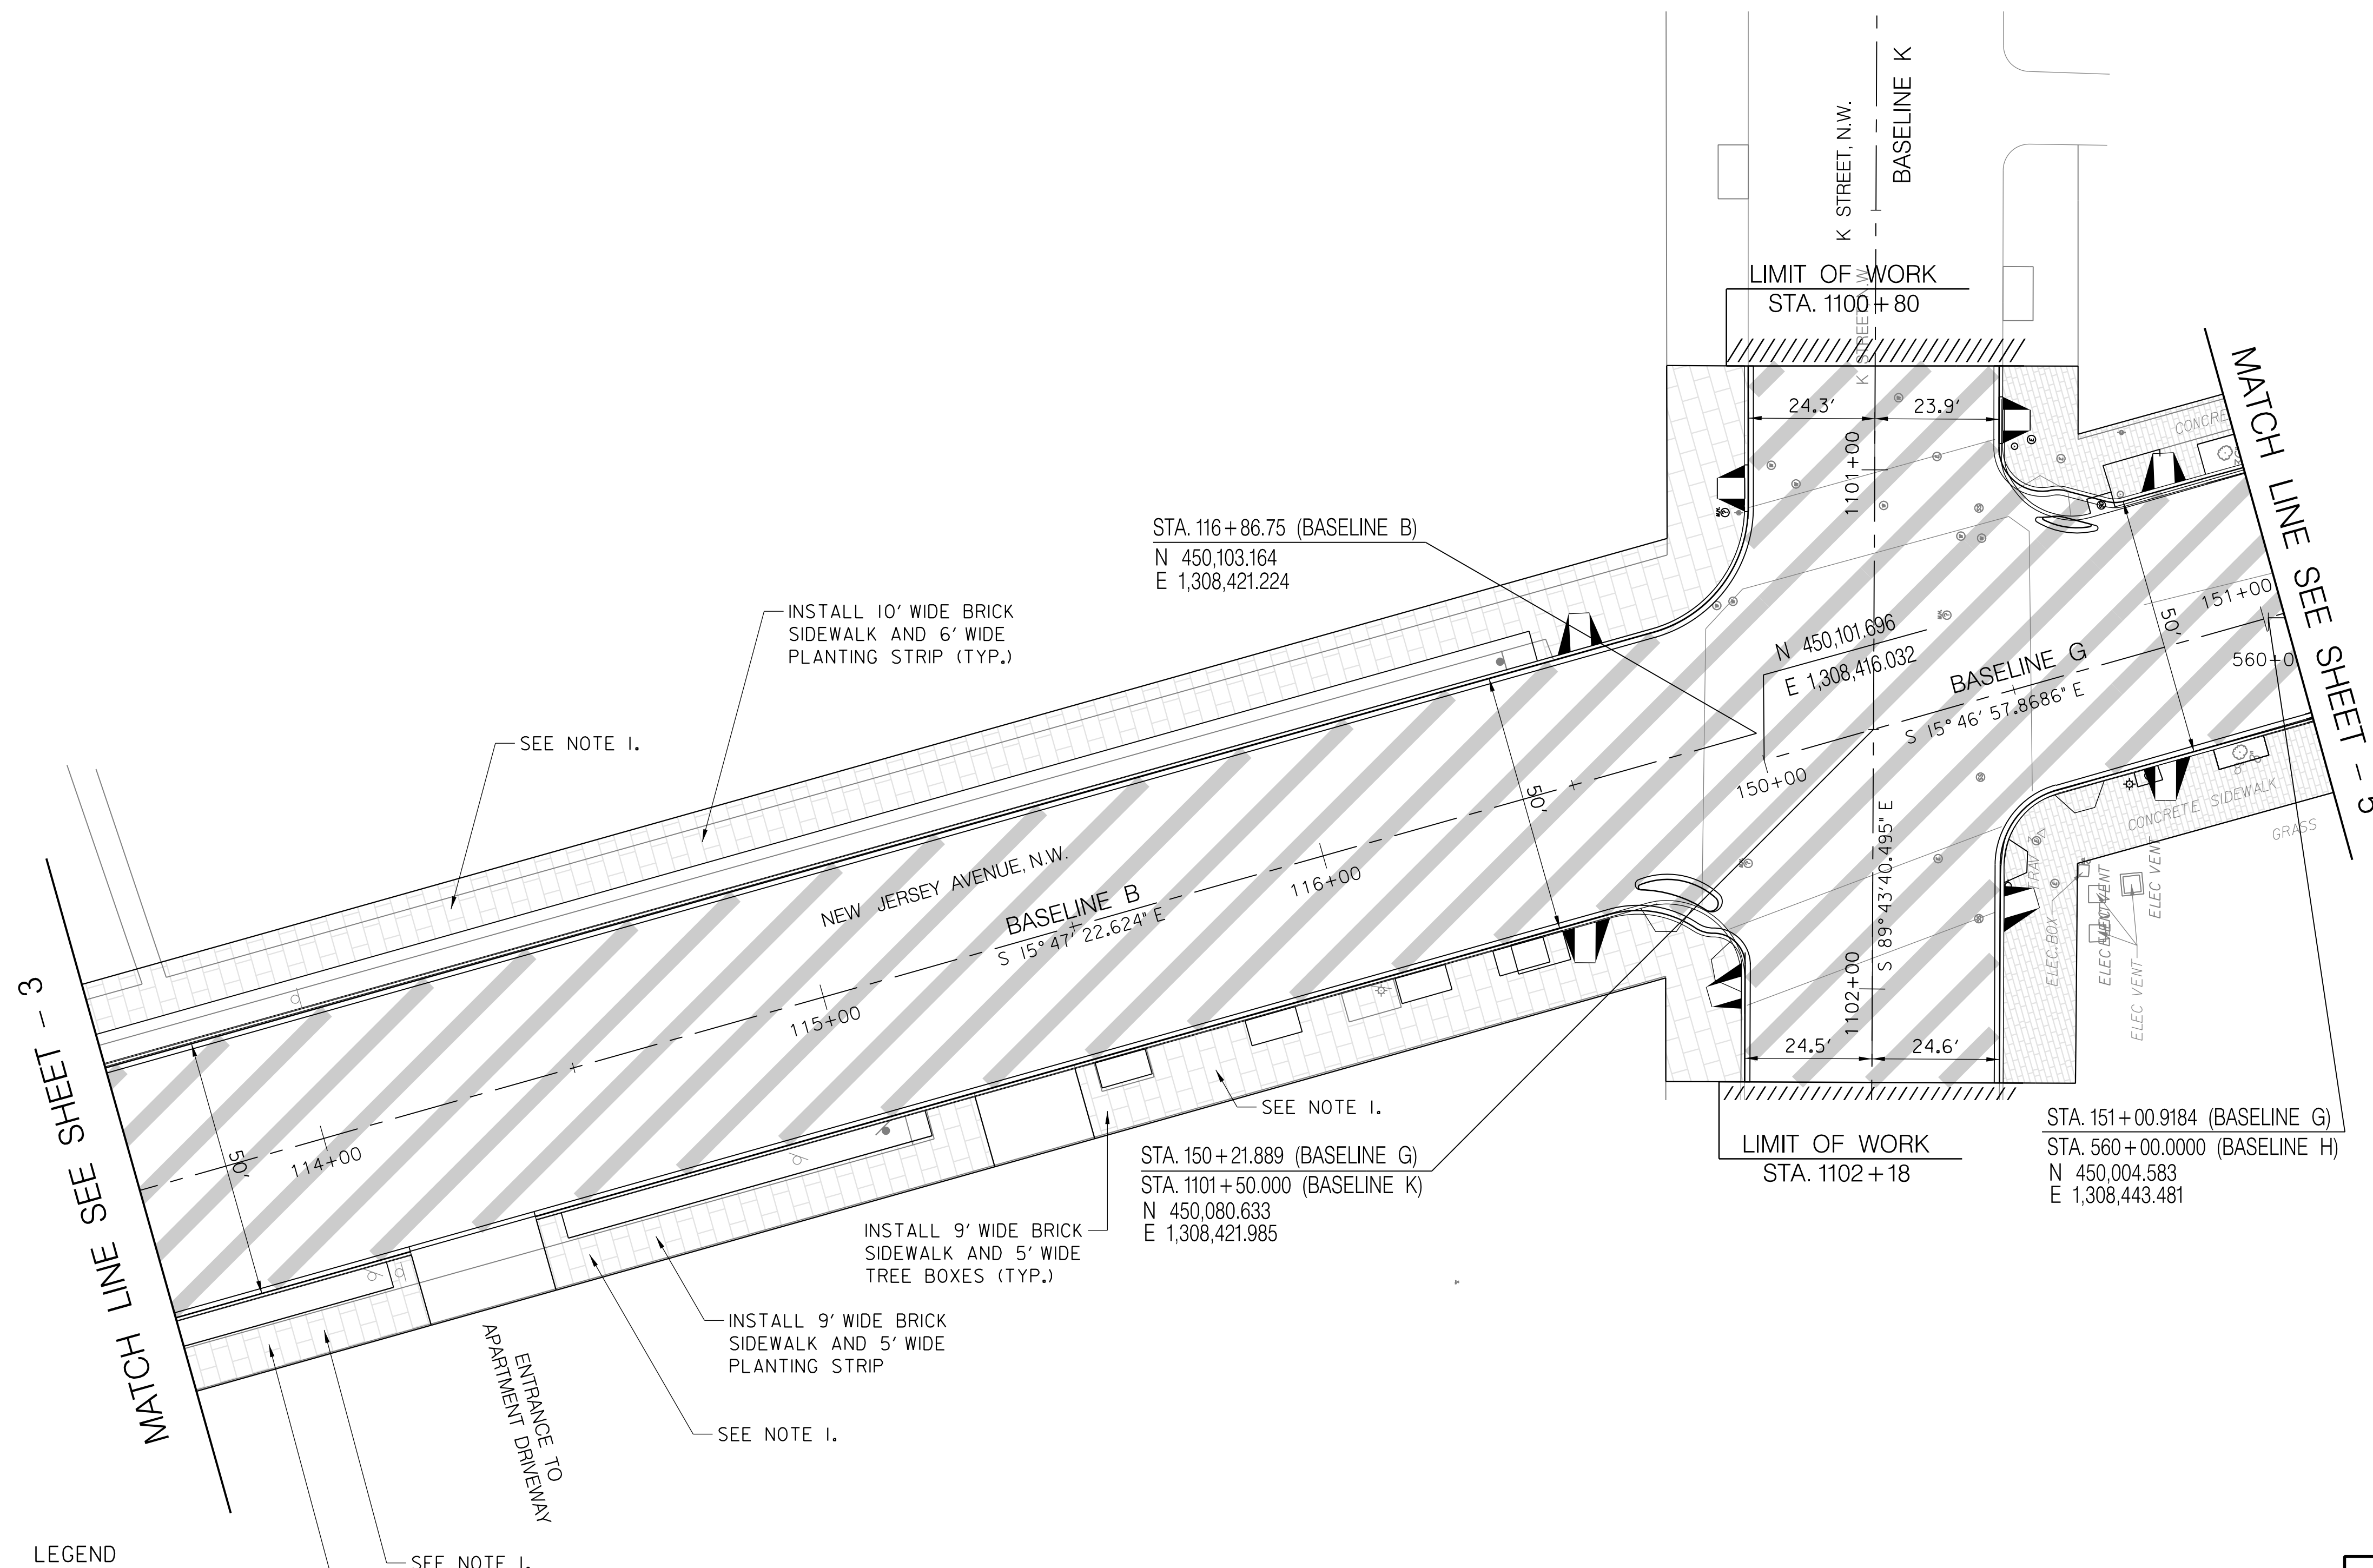 BASELINE K
K STREET, N.W.
K STREET N.W
LIMIT OF WORK
STA. 1100+80
24.3'
23.9'
1101+00
MATCH LINE SEE SHEET - 5
STA. 116+86.75 (BASELINE B)
N 450,103.164
E 1,308,421.224
INSTALL 10' WIDE BRICK
SIDEWALK AND 6' WIDE
PLANTING STRIP (TYP.)
SEE NOTE 1.
N 450,101.696
E 1,308,416.032
BASELINE G
S 15° 46' 57.8686" E
150+00
151+00
560+0
50'
50'
NEW JERSEY AVENUE, N.W.
BASELINE B
S 15° 47' 22.624" E
116+00
115+00
114+00
50'
S 89° 43' 40.495" E
1102+00
24.5'
24.6'
CONCRETE SIDEWALK
GRASS
ELEC VENT
ELEC VENT
ELEC VENT
ELEC.BOX
LIMIT OF WORK
STA. 1102+18
STA. 151+00.9184 (BASELINE G)
STA. 560+00.0000 (BASELINE H)
N 450,004.583
E 1,308,443.481
SEE NOTE 1.
STA. 150+21.889 (BASELINE G)
STA. 1101+50.000 (BASELINE K)
N 450,080.633
E 1,308,421.985
INSTALL 9' WIDE BRICK
SIDEWALK AND 5' WIDE
TREE BOXES (TYP.)
INSTALL 9' WIDE BRICK
SIDEWALK AND 5' WIDE
PLANTING STRIP
SEE NOTE 1.
ENTRANCE TO
APARTMENT DRIVEWAY
MATCH LINE SEE SHEET - 3
LEGEND
SEE NOTE 1.